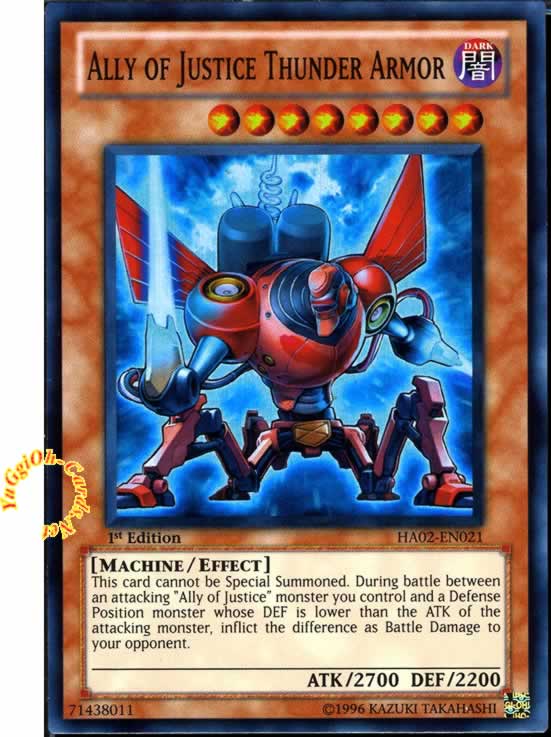 ALLY OF JUSTICE THUNDER ARMOR
DARK
闇
1st Edition
HA02-EN021
[MACHINE/EFFECT]
This card cannot be Special Summoned. During battle between
an attacking "Ally of Justice" monster you control and a Defense
Position monster whose DEF is lower than the ATK of the
attacking monster, inflict the difference as Battle Damage to
your opponent.
ATK/2700 DEF/2200
71438011
©1996 KAZUKI TAKAHASHI
YuGgiOh-Cards.Net